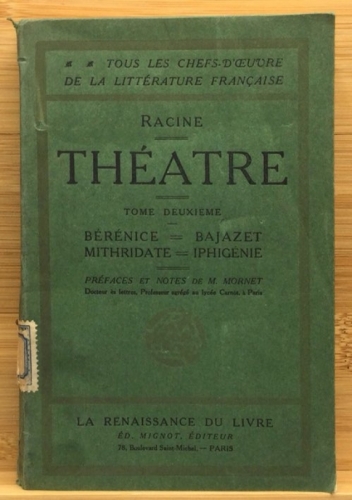 TOUS LES CHEFS-D'ŒUVRE
DE LA LITTÉRATURE FRANÇAISE
RACINE
THÉATRE
TOME DEUXIEME
BÉRÉNICE = BAJAZET
MITHRIDATE = IPHIGÉNIE
PRÉFACES ET NOTES DE M. MORNET
Docteur ès lettres, Professeur agrégé au lycée Carnot, à Paris
LA RENAISSANCE DU LIVRE
ÉD. MIGNOT, ÉDITEUR
78, Boulevard Saint-Michel, — PARIS